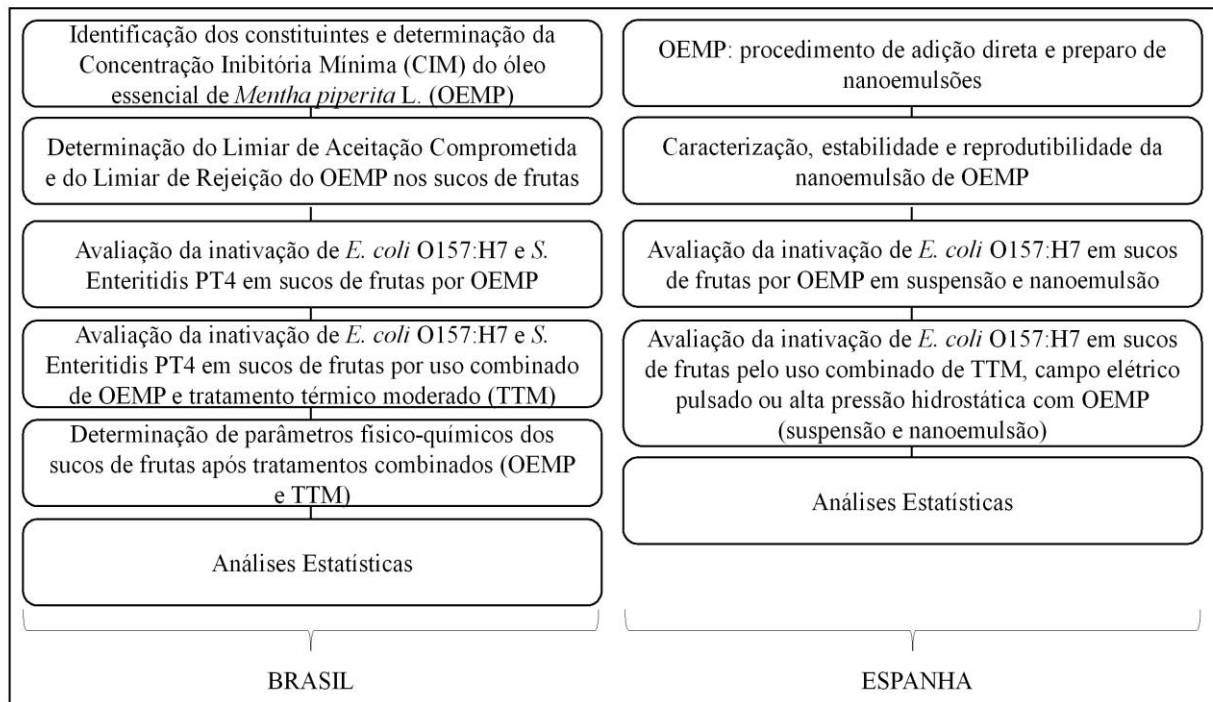 Identificação dos constituintes e determinação da
Concentração Inibitória Mínima (CIM) do óleo
essencial de Mentha piperita L. (OEMP)
Determinação do Limiar de Aceitação Comprometida
e do Limiar de Rejeição do OEMP nos sucos de frutas
Avaliação da inativação de E. coli O157:H7 e S.
Enteritidis PT4 em sucos de frutas por OEMP
Avaliação da inativação de E. coli O157:H7 e S.
Enteritidis PT4 em sucos de frutas por uso combinado
de OEMP e tratamento térmico moderado (TTM)
Determinação de parâmetros físico-químicos dos
sucos de frutas após tratamentos combinados (OEMP
e TTM)
Análises Estatísticas
BRASIL
OEMP: procedimento de adição direta e preparo de
nanoemulsões
Caracterização, estabilidade e reprodutibilidade da
nanoemulsão de OEMP
Avaliação da inativação de E. coli O157:H7 em sucos
de frutas por OEMP em suspensão e nanoemulsão
Avaliação da inativação de E. coli O157:H7 em sucos
de frutas pelo uso combinado de TTM, campo elétrico
pulsado ou alta pressão hidrostática com OEMP
(suspensão e nanoemulsão)
Análises Estatísticas
ESPANHA